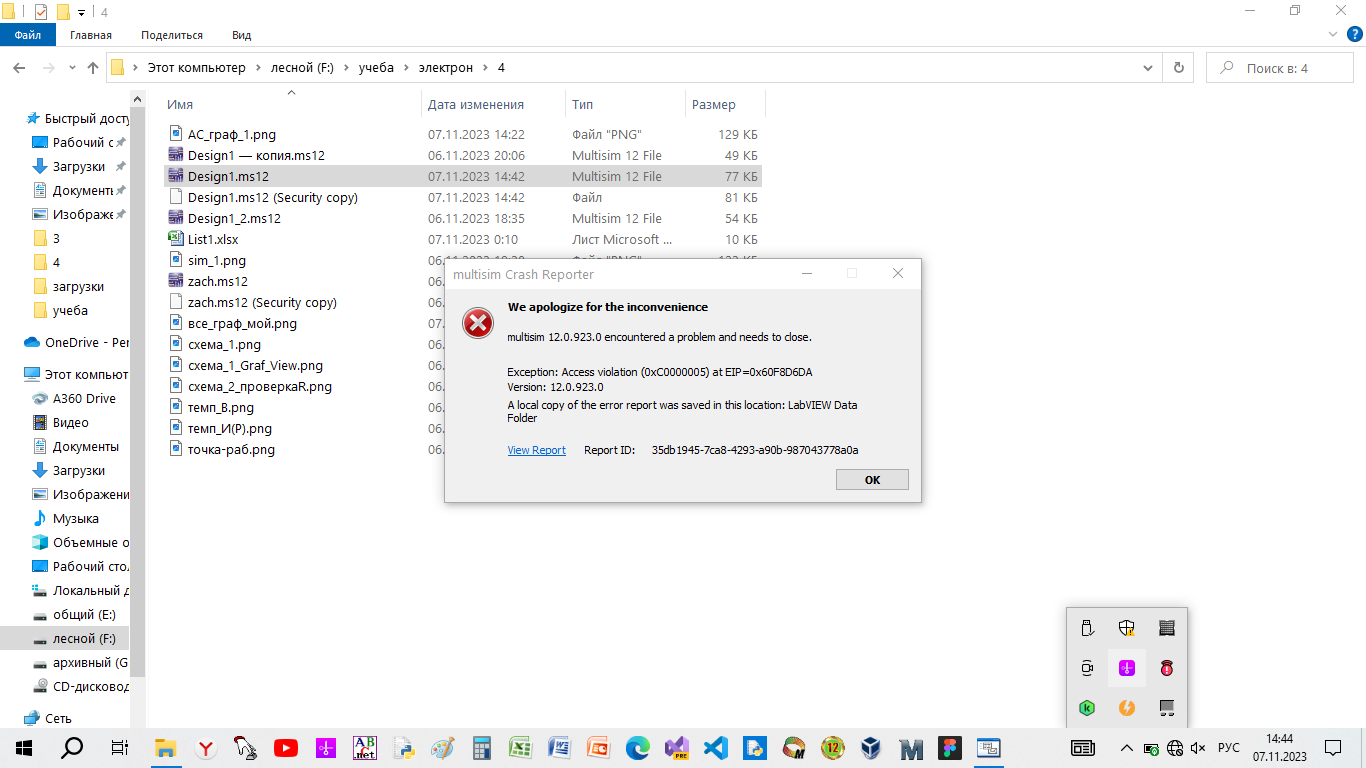 4
Файл Главная Поделиться Вид
Этот компьютер лесной (F:) учеба электрон 4
Поиск в: 4
Быстрый досту
Рабочий с
Загрузки
Документы
Изображе
3
4
загрузки
учеба
OneDrive - Per
Этот компьют
A360 Drive
Видео
Документы
Загрузки
Изображени
Музыка
Объемные о
Рабочий стол
Локальный д
общий (E:)
лесной (F:)
архивный (G
CD-дисковод
Сеть
Имя Дата изменения Тип Размер
АС_граф_1.png 07.11.2023 14:22 Файл "PNG" 129 КБ
Design1 — копия.ms12 06.11.2023 20:06 Multisim 12 File 49 КБ
Design1.ms12 07.11.2023 14:42 Multisim 12 File 77 КБ
Design1.ms12 (Security copy) 07.11.2023 14:42 Файл 81 КБ
Design1_2.ms12 06.11.2023 18:35 Multisim 12 File 54 КБ
List1.xlsx 07.11.2023 0:10 Лист Microsoft ... 10 КБ
sim_1.png
zach.ms12 06.
zach.ms12 (Security copy) 06.
все_граф_мой.png 07.
схема_1.png 06.
схема_1_Graf_View.png 06.
схема_2_проверкаR.png 06.
темп_В.png 06.
темп_И(Р).png 06.
точка-раб.png 06.
multisim Crash Reporter
We apologize for the inconvenience
multisim 12.0.923.0 encountered a problem and needs to close.
Exception: Access violation (0xC0000005) at EIP=0x60F8D6DA
Version: 12.0.923.0
A local copy of the error report was saved in this location: LabVIEW Data
Folder
View Report Report ID: 35db1945-7ca8-4293-a90b-987043778a0a
OK
РУС
14:44
07.11.2023